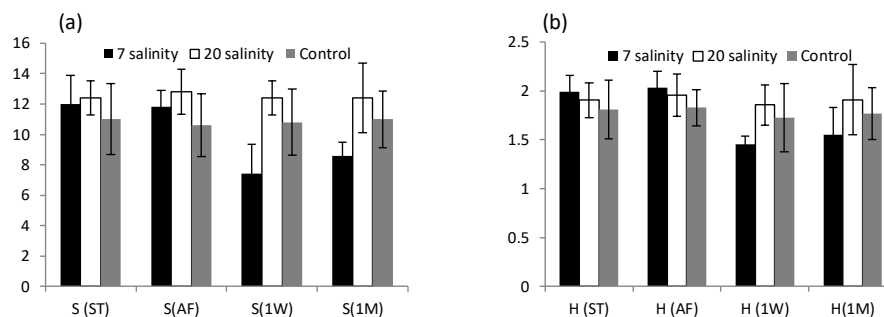 (a)
7 salinity 20 salinity Control
16
14
12
10
8
6
4
2
0
S (ST) S(AF) S(1W) S(1M)
(b)
7 salinity 20 salinity Control
2.5
2
1.5
1
0.5
0
H (ST) H (AF) H (1W) H(1M)